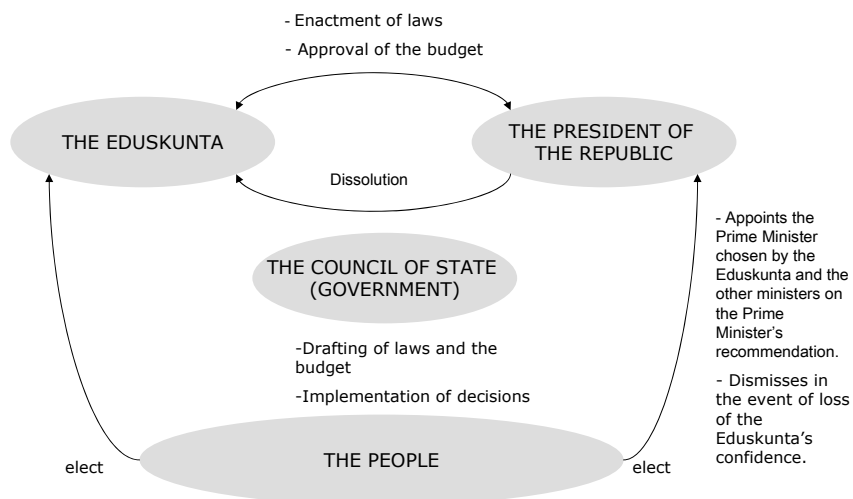 - Enactment of laws
- Approval of the budget
THE EDUSKUNTA
THE PRESIDENT OF
THE REPUBLIC
Dissolution
- Appoints the
Prime Minister
chosen by the
Eduskunta and the
other ministers on
the Prime
Minister's
recommendation.
- Dismisses in
the event of loss
of the
Eduskunta's
confidence.
THE COUNCIL OF STATE
(GOVERNMENT)
-Drafting of laws and the
budget
-Implementation of decisions
elect
THE PEOPLE
elect